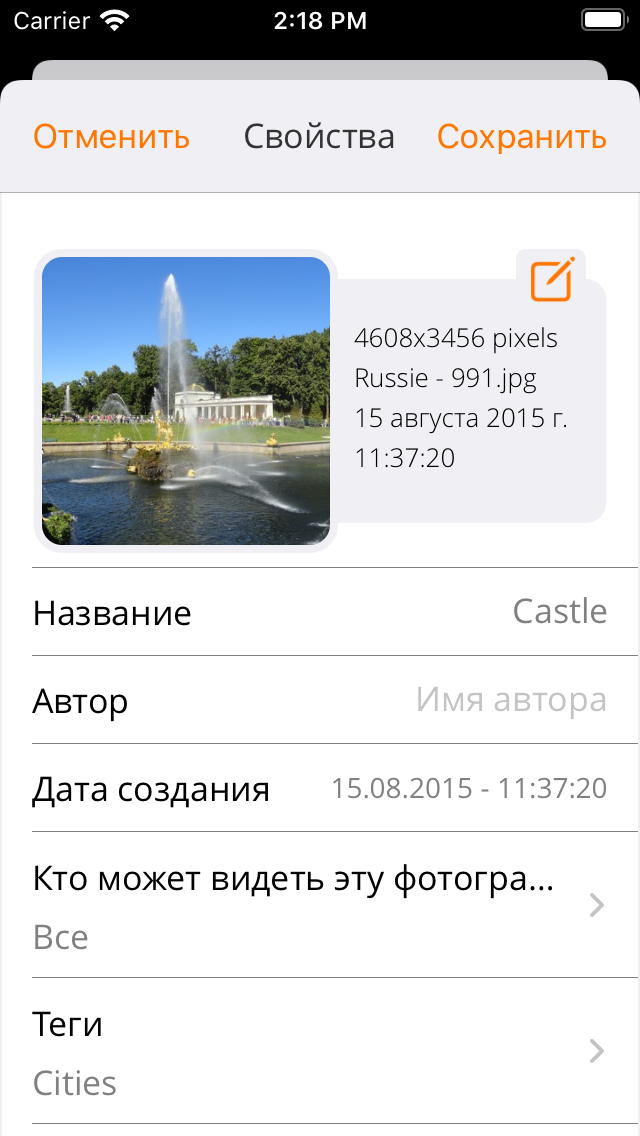 Carrier 2:18 PM
Отменить Свойства Сохранить
4608x3456 pixels
Russie - 991.jpg
15 августа 2015 г.
11:37:20
Название Castle
Автор Имя автора
Дата создания 15.08.2015 - 11:37:20
Кто может видеть эту фотогра...
Все
Теги
Cities